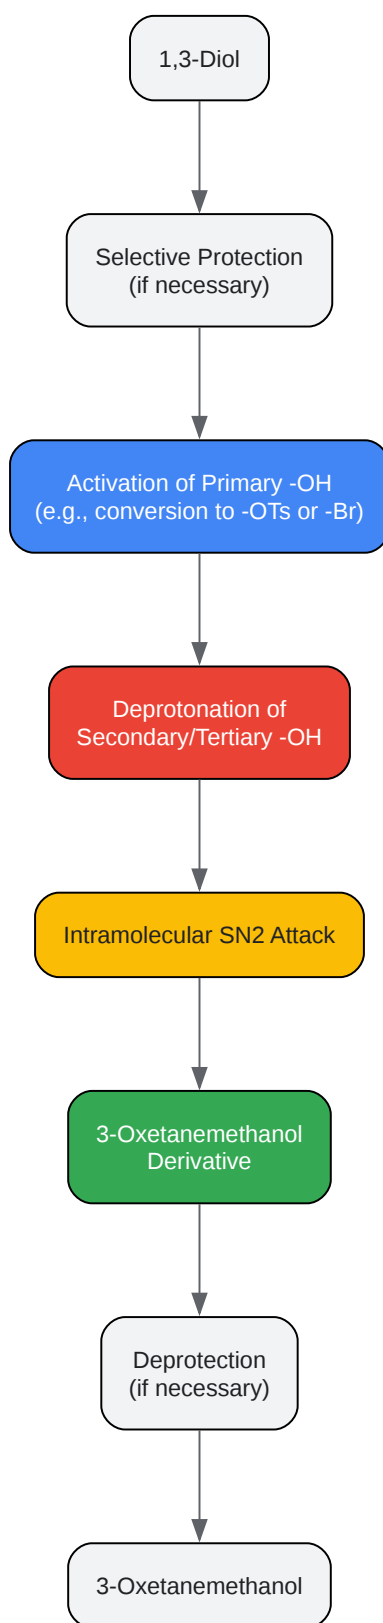 1,3-Diol
Selective Protection
(if necessary)
Activation of Primary -OH
(e.g., conversion to -OTs or -Br)
Deprotonation of
Secondary/Tertiary -OH
Intramolecular SN2 Attack
3-Oxetanemethanol
Derivative
Deprotection
(if necessary)
3-Oxetanemethanol